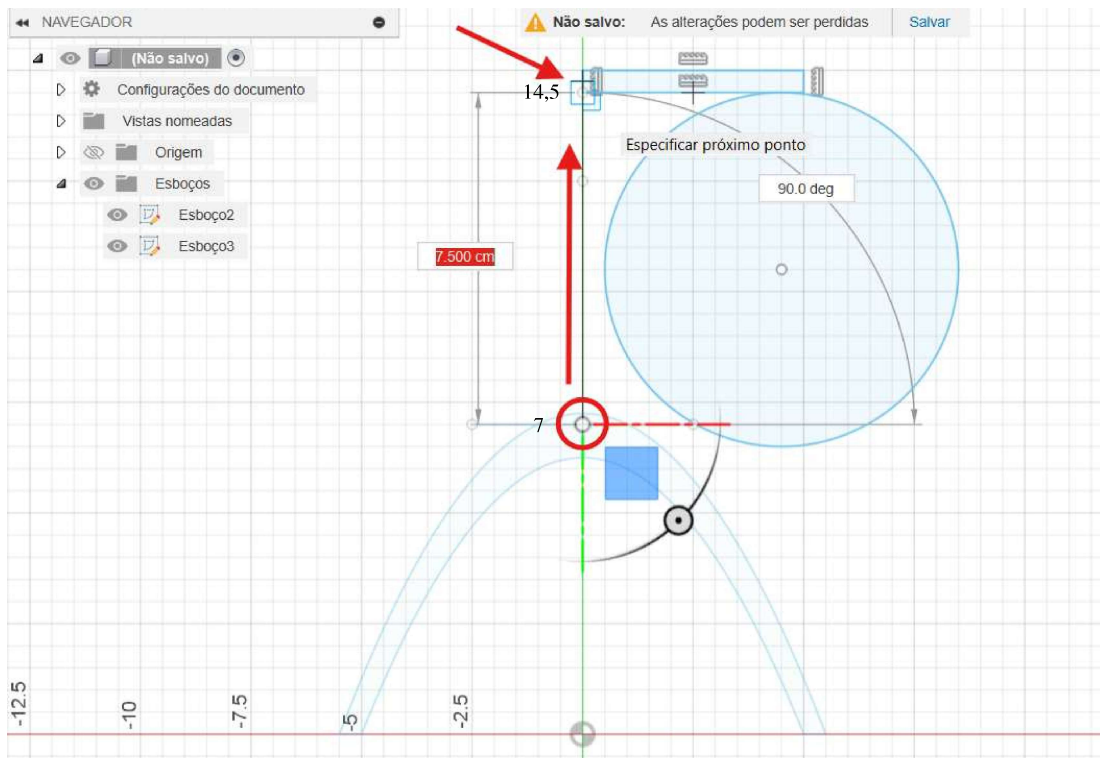 NAVEGADOR
Não salvo: As alterações podem ser perdidas Salvar
(Não salvo)
Configurações do documento
Vistas nomeadas
Origem
Esboços
Esboço2
Esboço3
14,5
Especificar próximo ponto
90.0 deg
7.500 cm
7
-12.5
-10
-7.5
-5
-2.5